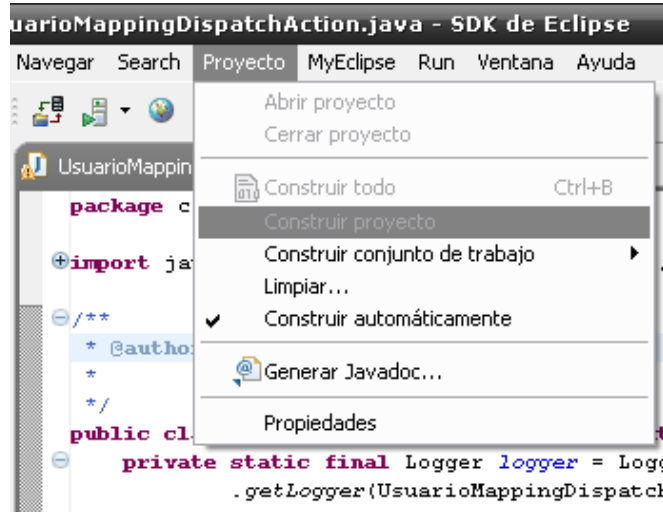 uarioMappingDispatchAction.java - SDK de Eclipse
Navegar Search Proyecto MyEclipse Run Ventana Ayuda
Abrir proyecto
Cerrar proyecto
UsuarioMappin
Construir todo Ctrl+B
package c
Construir proyecto
import ja
Construir conjunto de trabajo
Limpiar...
/**
Construir automáticamente
* @autho
*
Generar Javadoc...
*/
Propiedades
public cl
private static final Logger logger = Logg
.getLogger(UsuarioMappingDispatch